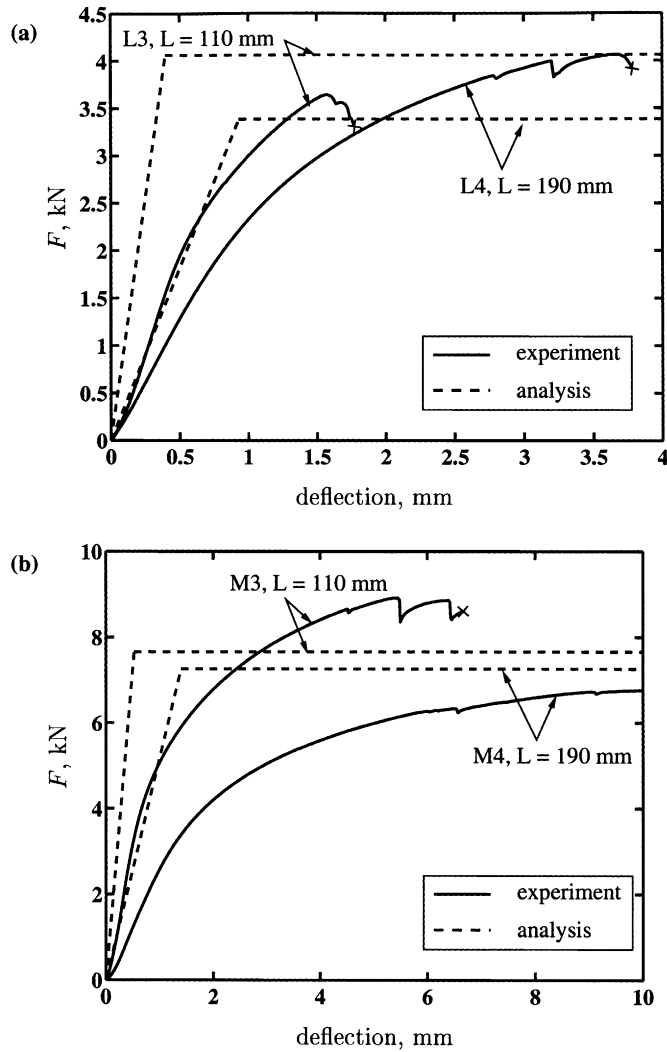 (a)
4.5
4
3.5
3
2.5
2
1.5
1
0.5
0
F, kN
L3, L = 110 mm
L4, L = 190 mm
experiment
analysis
0 0.5 1 1.5 2 2.5 3 3.5 4
deflection, mm
(b)
10
8
6
4
2
0
F, kN
M3, L = 110 mm
M4, L = 190 mm
experiment
analysis
0 2 4 6 8 10
deflection, mm